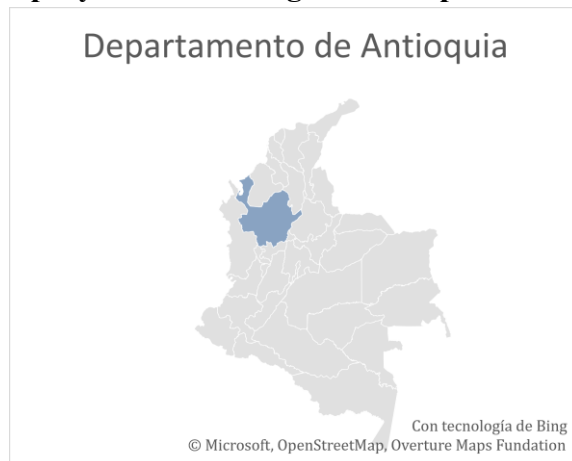 Departamento de Antioquia
Con tecnología de Bing
© Microsoft, OpenStreetMap, Overture Maps Fundation